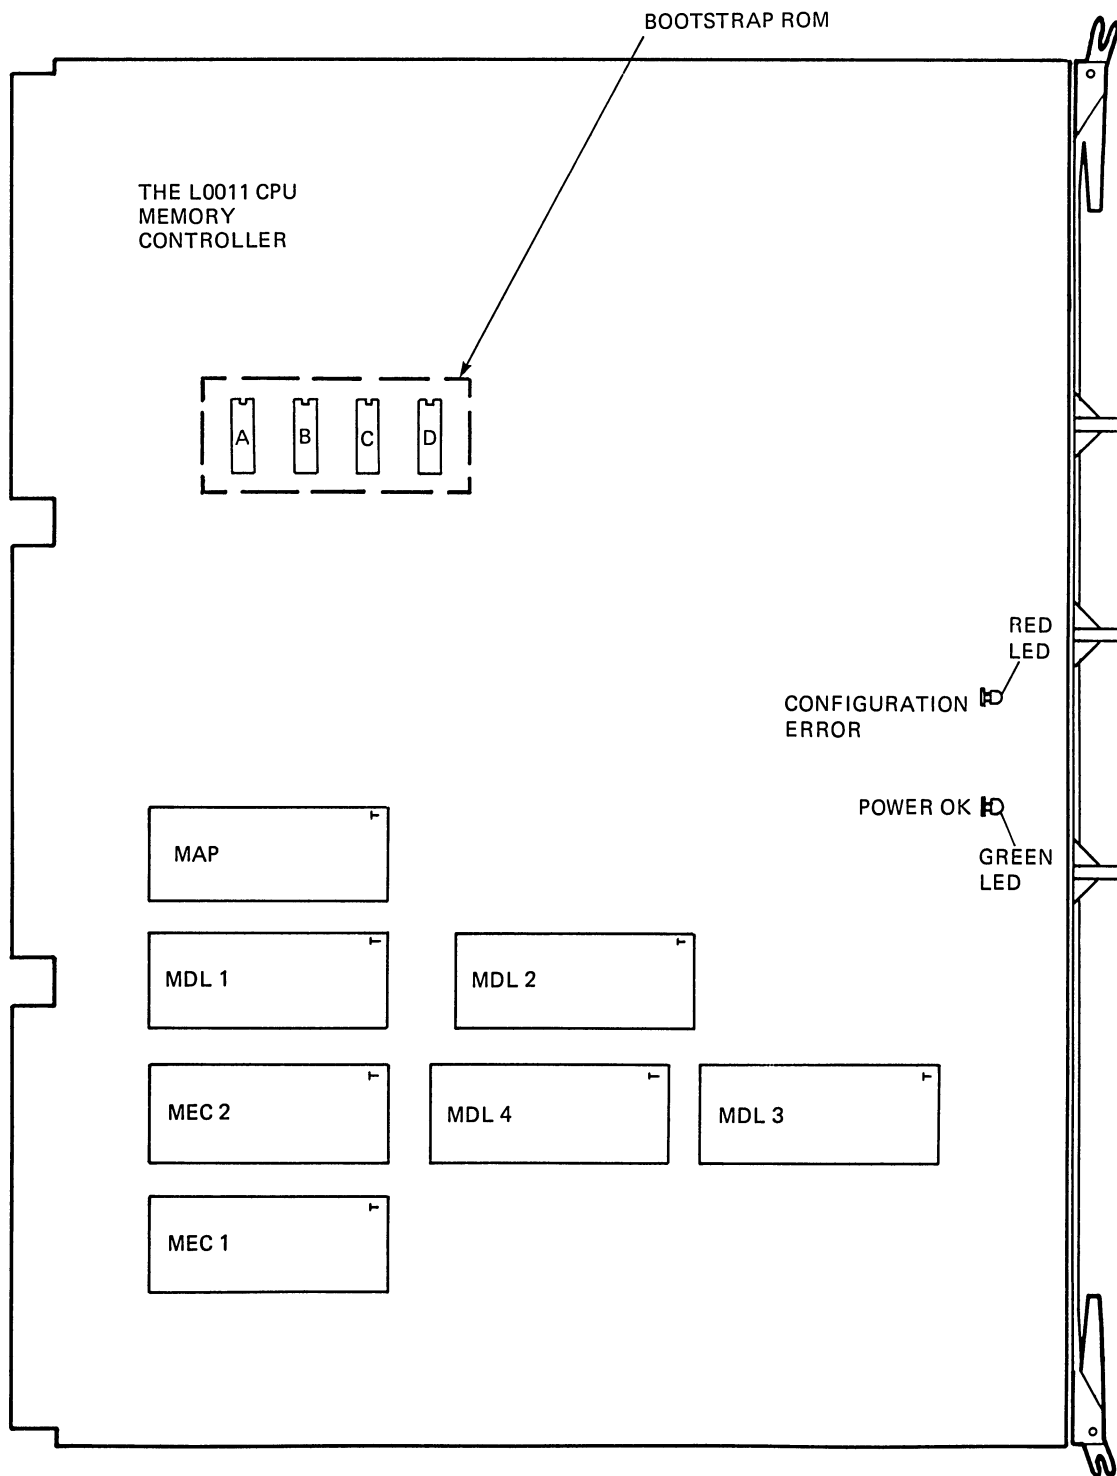 BOOTSTRAP ROM
THE L0011 CPU
MEMORY
CONTROLLER
A B C D
RED
LED
CONFIGURATION
ERROR
POWER OK
GREEN
LED
MAP
MDL 1
MDL 2
MEC 2
MDL 4
MDL 3
MEC 1